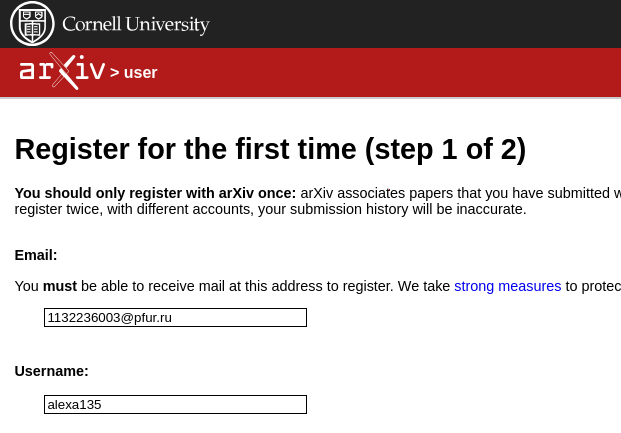 Cornell University
arXiv > user
Register for the first time (step 1 of 2)
You should only register with arXiv once: arXiv associates papers that you have submitted
register twice, with different accounts, your submission history will be inaccurate.
Email:
You must be able to receive mail at this address to register. We take strong measures to
1132236003@pfur.ru
Username:
alexa135